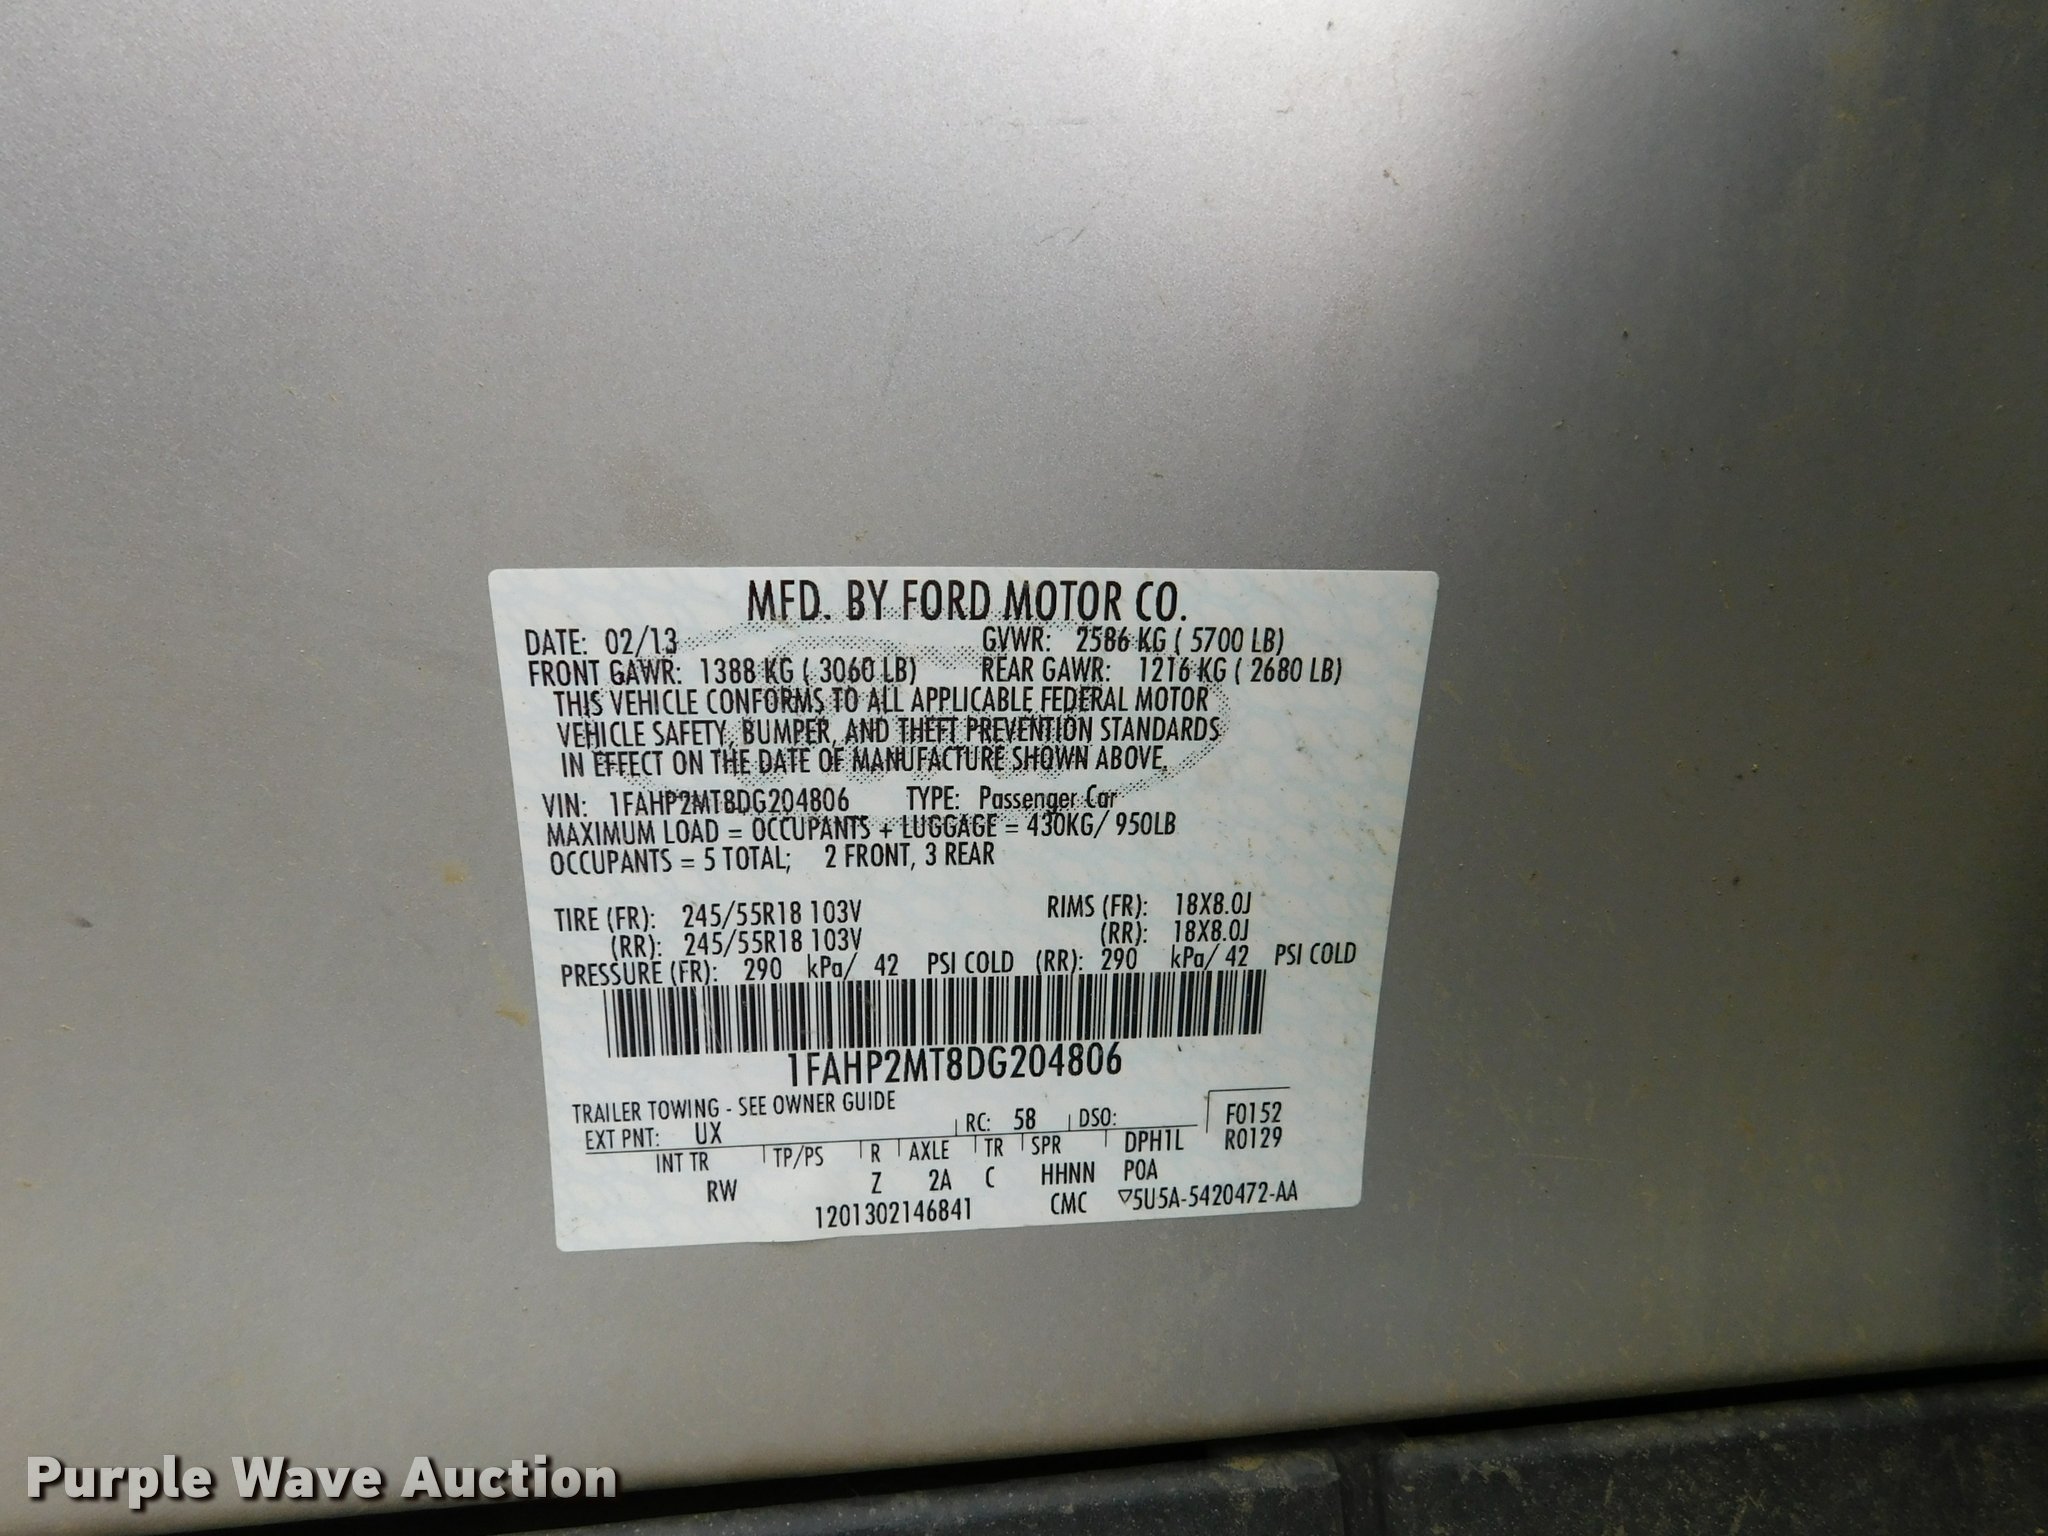 MFD. BY FORD MOTOR CO.
DATE: 02/13 GVWR: 2586 KG ( 5700 LB)
FRONT GAWR: 1388 KG ( 3060 LB) REAR GAWR: 1216 KG ( 2680 LB)
THIS VEHICLE CONFORMS TO ALL APPLICABLE FEDERAL MOTOR
VEHICLE SAFETY, BUMPER, AND THEFT PREVENTION STANDARDS
IN EFFECT ON THE DATE OF MANUFACTURE SHOWN ABOVE.
VIN: 1FAHP2MT8DG204806 TYPE: Passenger Car
MAXIMUM LOAD = OCCUPANTS + LUGGAGE = 430KG/ 950LB
OCCUPANTS = 5 TOTAL; 2 FRONT, 3 REAR
TIRE (FR): 245/55R18 103V RIMS (FR): 18X8.0J
(RR): 245/55R18 103V (RR): 18X8.0J
PRESSURE (FR): 290 kPa/ 42 PSI COLD (RR): 290 kPa/ 42 PSI COLD
1FAHP2MT8DG204806
TRAILER TOWING - SEE OWNER GUIDE
EXT PNT: UX RC: 58 DSO: F0152
INT TR TP/PS R AXLE TR SPR DPH1L R0129
RW Z 2A C HHNN POA
1201302146841 CMC ▽5U5A-5420472-AA
Purple Wave Auction